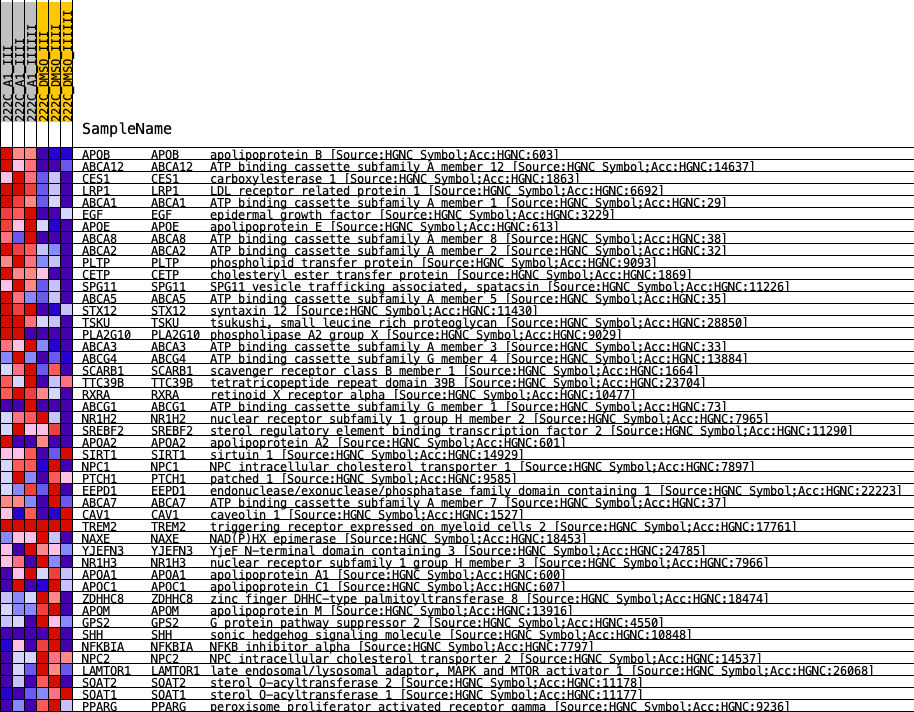 222C_A1_III
222C_A1_IIII
222C_A1_IIIIII
222C_DMSO_III
222C_DMSO_IIII
222C_DMSO_IIIIII
SampleName
APOB APOB apolipoprotein B [Source:HGNC Symbol;Acc:HGNC:603]
ABCA12 ABCA12 ATP binding cassette subfamily A member 12 [Source:HGNC Symbol;Acc:HGNC:14637]
CES1 CES1 carboxylesterase 1 [Source:HGNC Symbol;Acc:HGNC:1863]
LRP1 LRP1 LDL receptor related protein 1 [Source:HGNC Symbol;Acc:HGNC:6692]
ABCA1 ABCA1 ATP binding cassette subfamily A member 1 [Source:HGNC Symbol;Acc:HGNC:29]
EGF EGF epidermal growth factor [Source:HGNC Symbol;Acc:HGNC:3229]
APOE APOE apolipoprotein E [Source:HGNC Symbol;Acc:HGNC:613]
ABCA8 ABCA8 ATP binding cassette subfamily A member 8 [Source:HGNC Symbol;Acc:HGNC:38]
ABCA2 ABCA2 ATP binding cassette subfamily A member 2 [Source:HGNC Symbol;Acc:HGNC:32]
PLTP PLTP phospholipid transfer protein [Source:HGNC Symbol;Acc:HGNC:9093]
CETP CETP cholesteryl ester transfer protein [Source:HGNC Symbol;Acc:HGNC:1869]
SPG11 SPG11 SPG11 vesicle trafficking associated, spatacsin [Source:HGNC Symbol;Acc:HGNC:11226]
ABCA5 ABCA5 ATP binding cassette subfamily A member 5 [Source:HGNC Symbol;Acc:HGNC:35]
STX12 STX12 syntaxin 12 [Source:HGNC Symbol;Acc:HGNC:11430]
TSKU TSKU tsukushi, small leucine rich proteoglycan [Source:HGNC Symbol;Acc:HGNC:28850]
PLA2G10 PLA2G10 phospholipase A2 group X [Source:HGNC Symbol;Acc:HGNC:9029]
ABCA3 ABCA3 ATP binding cassette subfamily A member 3 [Source:HGNC Symbol;Acc:HGNC:33]
ABCG4 ABCG4 ATP binding cassette subfamily G member 4 [Source:HGNC Symbol;Acc:HGNC:13884]
SCARB1 SCARB1 scavenger receptor class B member 1 [Source:HGNC Symbol;Acc:HGNC:1664]
TTC39B TTC39B tetratricopeptide repeat domain 39B [Source:HGNC Symbol;Acc:HGNC:23704]
RXRA RXRA retinoid X receptor alpha [Source:HGNC Symbol;Acc:HGNC:10477]
ABCG1 ABCG1 ATP binding cassette subfamily G member 1 [Source:HGNC Symbol;Acc:HGNC:73]
NR1H2 NR1H2 nuclear receptor subfamily 1 group H member 2 [Source:HGNC Symbol;Acc:HGNC:7965]
SREBF2 SREBF2 sterol regulatory element binding transcription factor 2 [Source:HGNC Symbol;Acc:HGNC:11290]
APOA2 APOA2 apolipoprotein A2 [Source:HGNC Symbol;Acc:HGNC:601]
SIRT1 SIRT1 sirtuin 1 [Source:HGNC Symbol;Acc:HGNC:14929]
NPC1 NPC1 NPC intracellular cholesterol transporter 1 [Source:HGNC Symbol;Acc:HGNC:7897]
PTCH1 PTCH1 patched 1 [Source:HGNC Symbol;Acc:HGNC:9585]
EEPD1 EEPD1 endonuclease/exonuclease/phosphatase family domain containing 1 [Source:HGNC Symbol;Acc:HGNC:22223]
ABCA7 ABCA7 ATP binding cassette subfamily A member 7 [Source:HGNC Symbol;Acc:HGNC:37]
CAV1 CAV1 caveolin 1 [Source:HGNC Symbol;Acc:HGNC:1527]
TREM2 TREM2 triggering receptor expressed on myeloid cells 2 [Source:HGNC Symbol;Acc:HGNC:17761]
NAXE NAXE NAD(P)HX epimerase [Source:HGNC Symbol;Acc:HGNC:18453]
YJEFN3 YJEFN3 YjeF N-terminal domain containing 3 [Source:HGNC Symbol;Acc:HGNC:24785]
NR1H3 NR1H3 nuclear receptor subfamily 1 group H member 3 [Source:HGNC Symbol;Acc:HGNC:7966]
APOA1 APOA1 apolipoprotein A1 [Source:HGNC Symbol;Acc:HGNC:600]
APOC1 APOC1 apolipoprotein C1 [Source:HGNC Symbol;Acc:HGNC:607]
ZDHHC8 ZDHHC8 zinc finger DHHC-type palmitoyltransferase 8 [Source:HGNC Symbol;Acc:HGNC:18474]
APOM APOM apolipoprotein M [Source:HGNC Symbol;Acc:HGNC:13916]
GPS2 GPS2 G protein pathway suppressor 2 [Source:HGNC Symbol;Acc:HGNC:4550]
SHH SHH sonic hedgehog signaling molecule [Source:HGNC Symbol;Acc:HGNC:10848]
NFKBIA NFKBIA NFKB inhibitor alpha [Source:HGNC Symbol;Acc:HGNC:7797]
NPC2 NPC2 NPC intracellular cholesterol transporter 2 [Source:HGNC Symbol;Acc:HGNC:14537]
LAMTOR1 LAMTOR1 late endosomal/lysosomal adaptor, MAPK and MTOR activator 1 [Source:HGNC Symbol;Acc:HGNC:26068]
SOAT2 SOAT2 sterol O-acyltransferase 2 [Source:HGNC Symbol;Acc:HGNC:11178]
SOAT1 SOAT1 sterol O-acyltransferase 1 [Source:HGNC Symbol;Acc:HGNC:11177]
PPARG PPARG peroxisome proliferator activated receptor gamma [Source:HGNC Symbol;Acc:HGNC:9236]